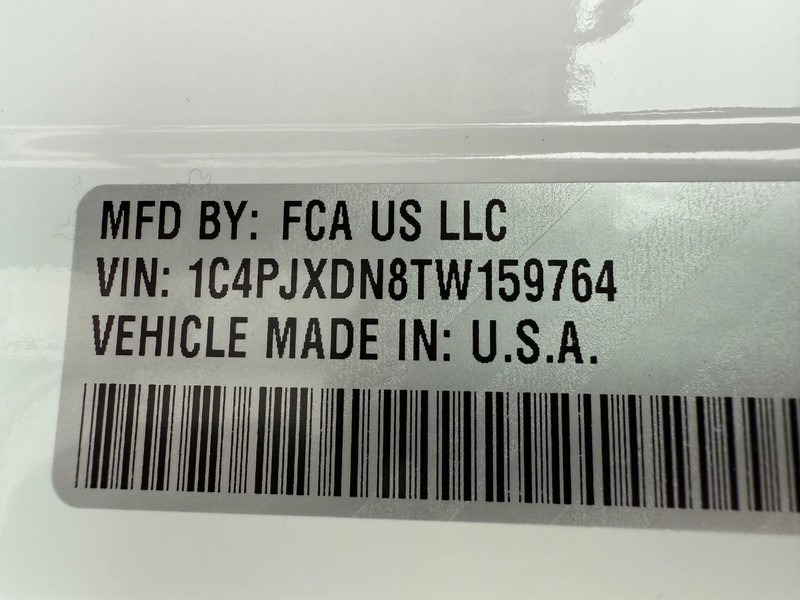 MFD BY: FCA US LLC
VIN: 1C4PJXDN8TW159764
VEHICLE MADE IN: U.S.A.